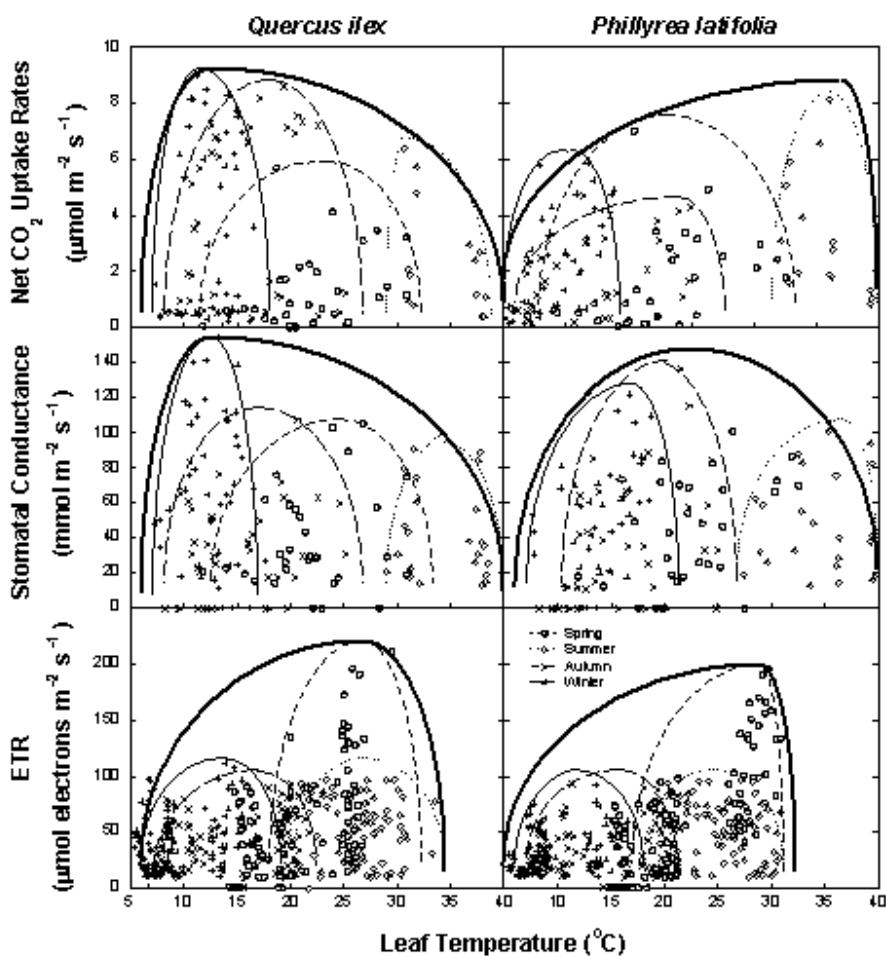 Quercus ilex
Phillyrea latifolia
Net CO2 Uptake Rates
(μmol m−2 s−1)
10
8
6
4
2
0
Stomatal Conductance
(mmol m−2 s−1)
140
120
100
80
60
40
20
0
ETR
(μmol electrons m−2 s−1)
200
150
100
50
0
Spring
Summer
Autumn
Winter
5 10 15 20 25 30 35 40 10 15 20 25 30 35 40
Leaf Temperature (°C)